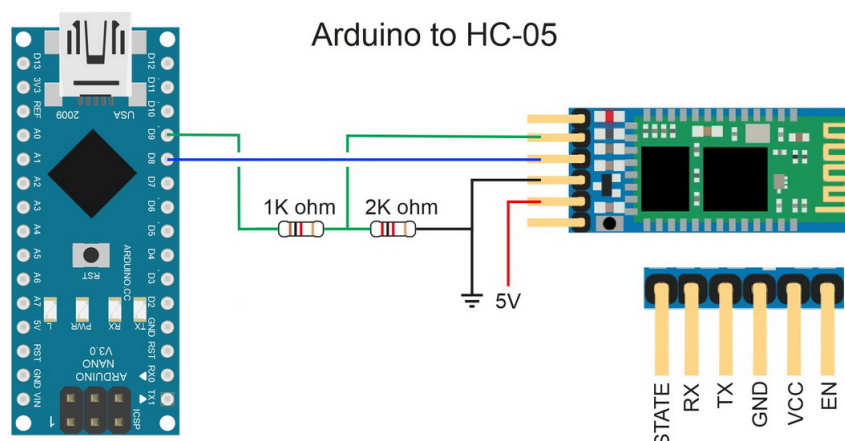 Arduino to HC-05
2009
USA
D13
3V3
REF
A0
A1
A2
A3
A4
A5
A6
A7
5V
RST
GND
VIN
D12
D11
D10
D9
D8
D7
D6
D5
D4
D3
D2
GND
RST
RX0
TX1
RST
ARDUINO.CC
L
PWR
RX
TX
ARDUINO
NANO
V3.0
1
ICSP
1K ohm
2K ohm
5V
STATE
RX
TX
GND
VCC
EN